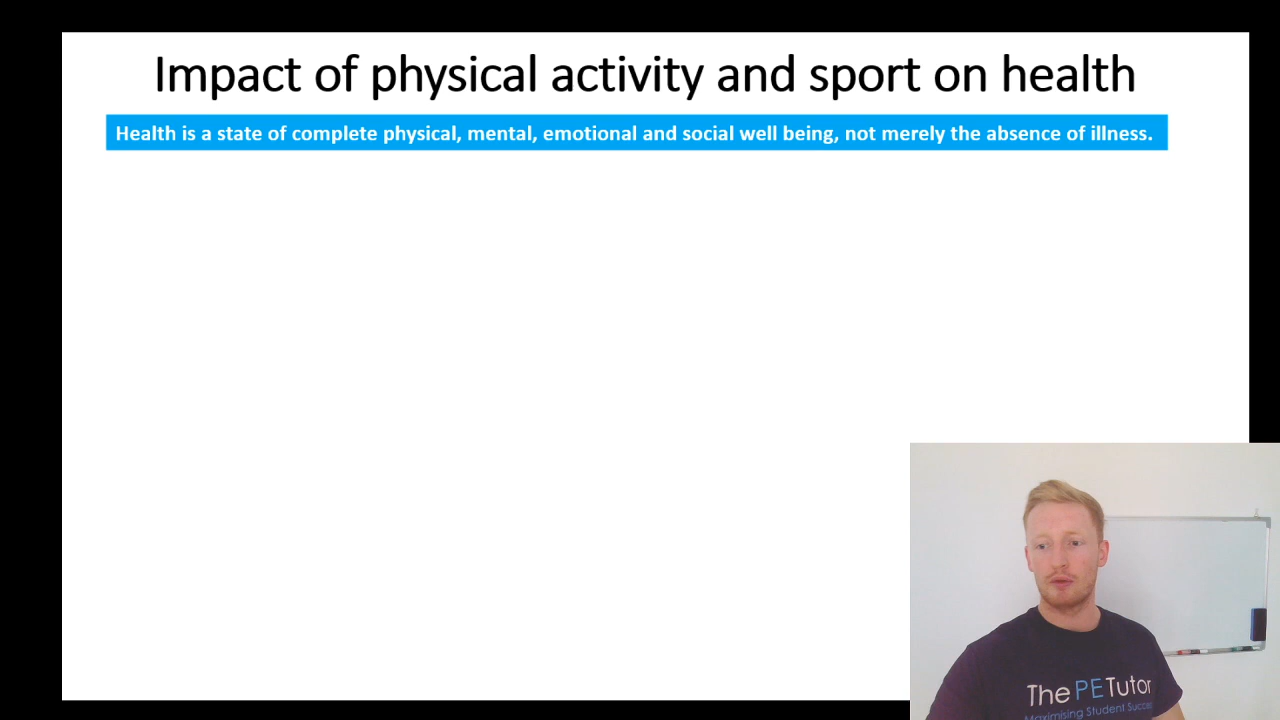 Impact of physical activity and sport on health
Health is a state of complete physical, mental, emotional and social well being, not merely the absence of illness.
The PE Tutor
Maximising Student Success